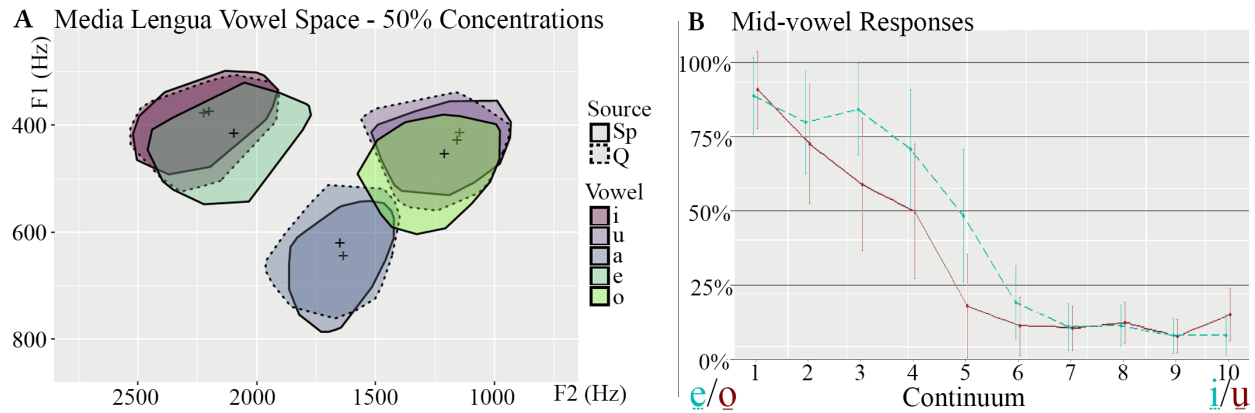 A Media Lengua Vowel Space - 50% Concentrations
F1 (Hz)
400
600
800
2500 2000 1500 1000 F2 (Hz)
Source
Sp
Q
Vowel
i
u
a
e
o
B Mid-vowel Responses
100%
75%
50%
25%
0%
1 2 3 4 5 6 7 8 9 10
e/o Continuum i/u